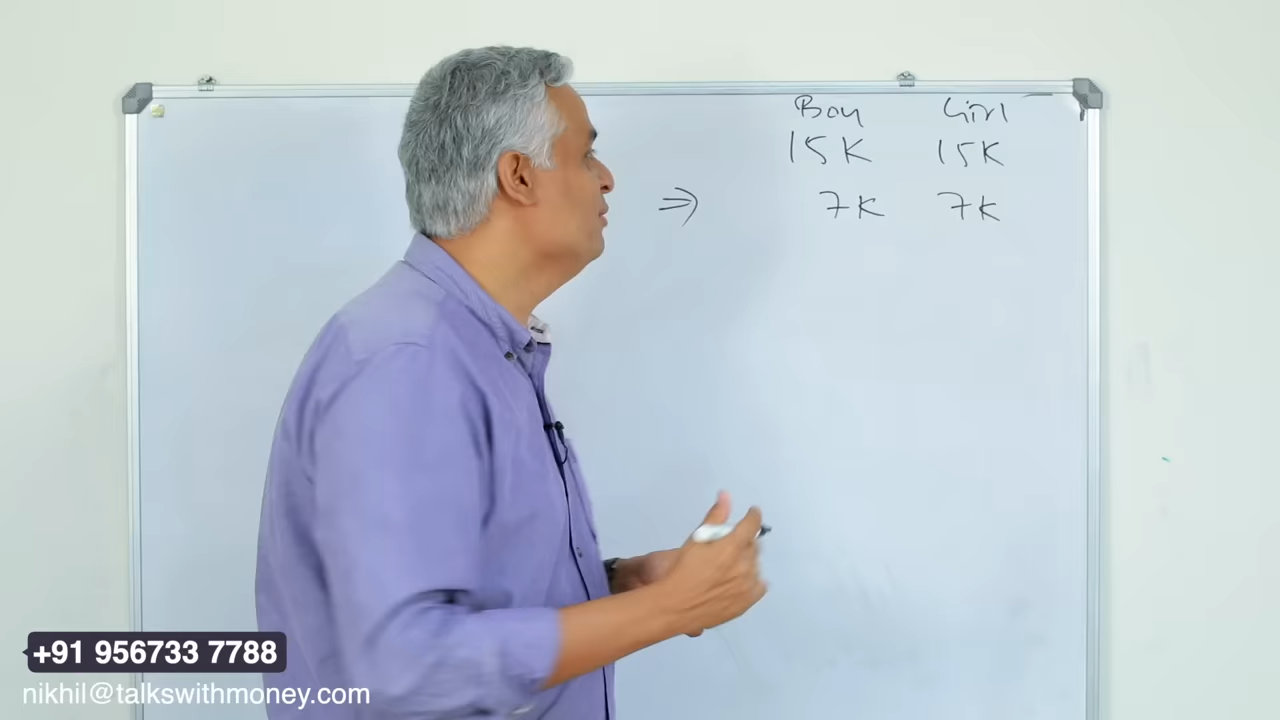 Boy Girl
15K 15K
⇒ 7K 7K
+91 956733 7788
nikhil@talkswithmoney.com